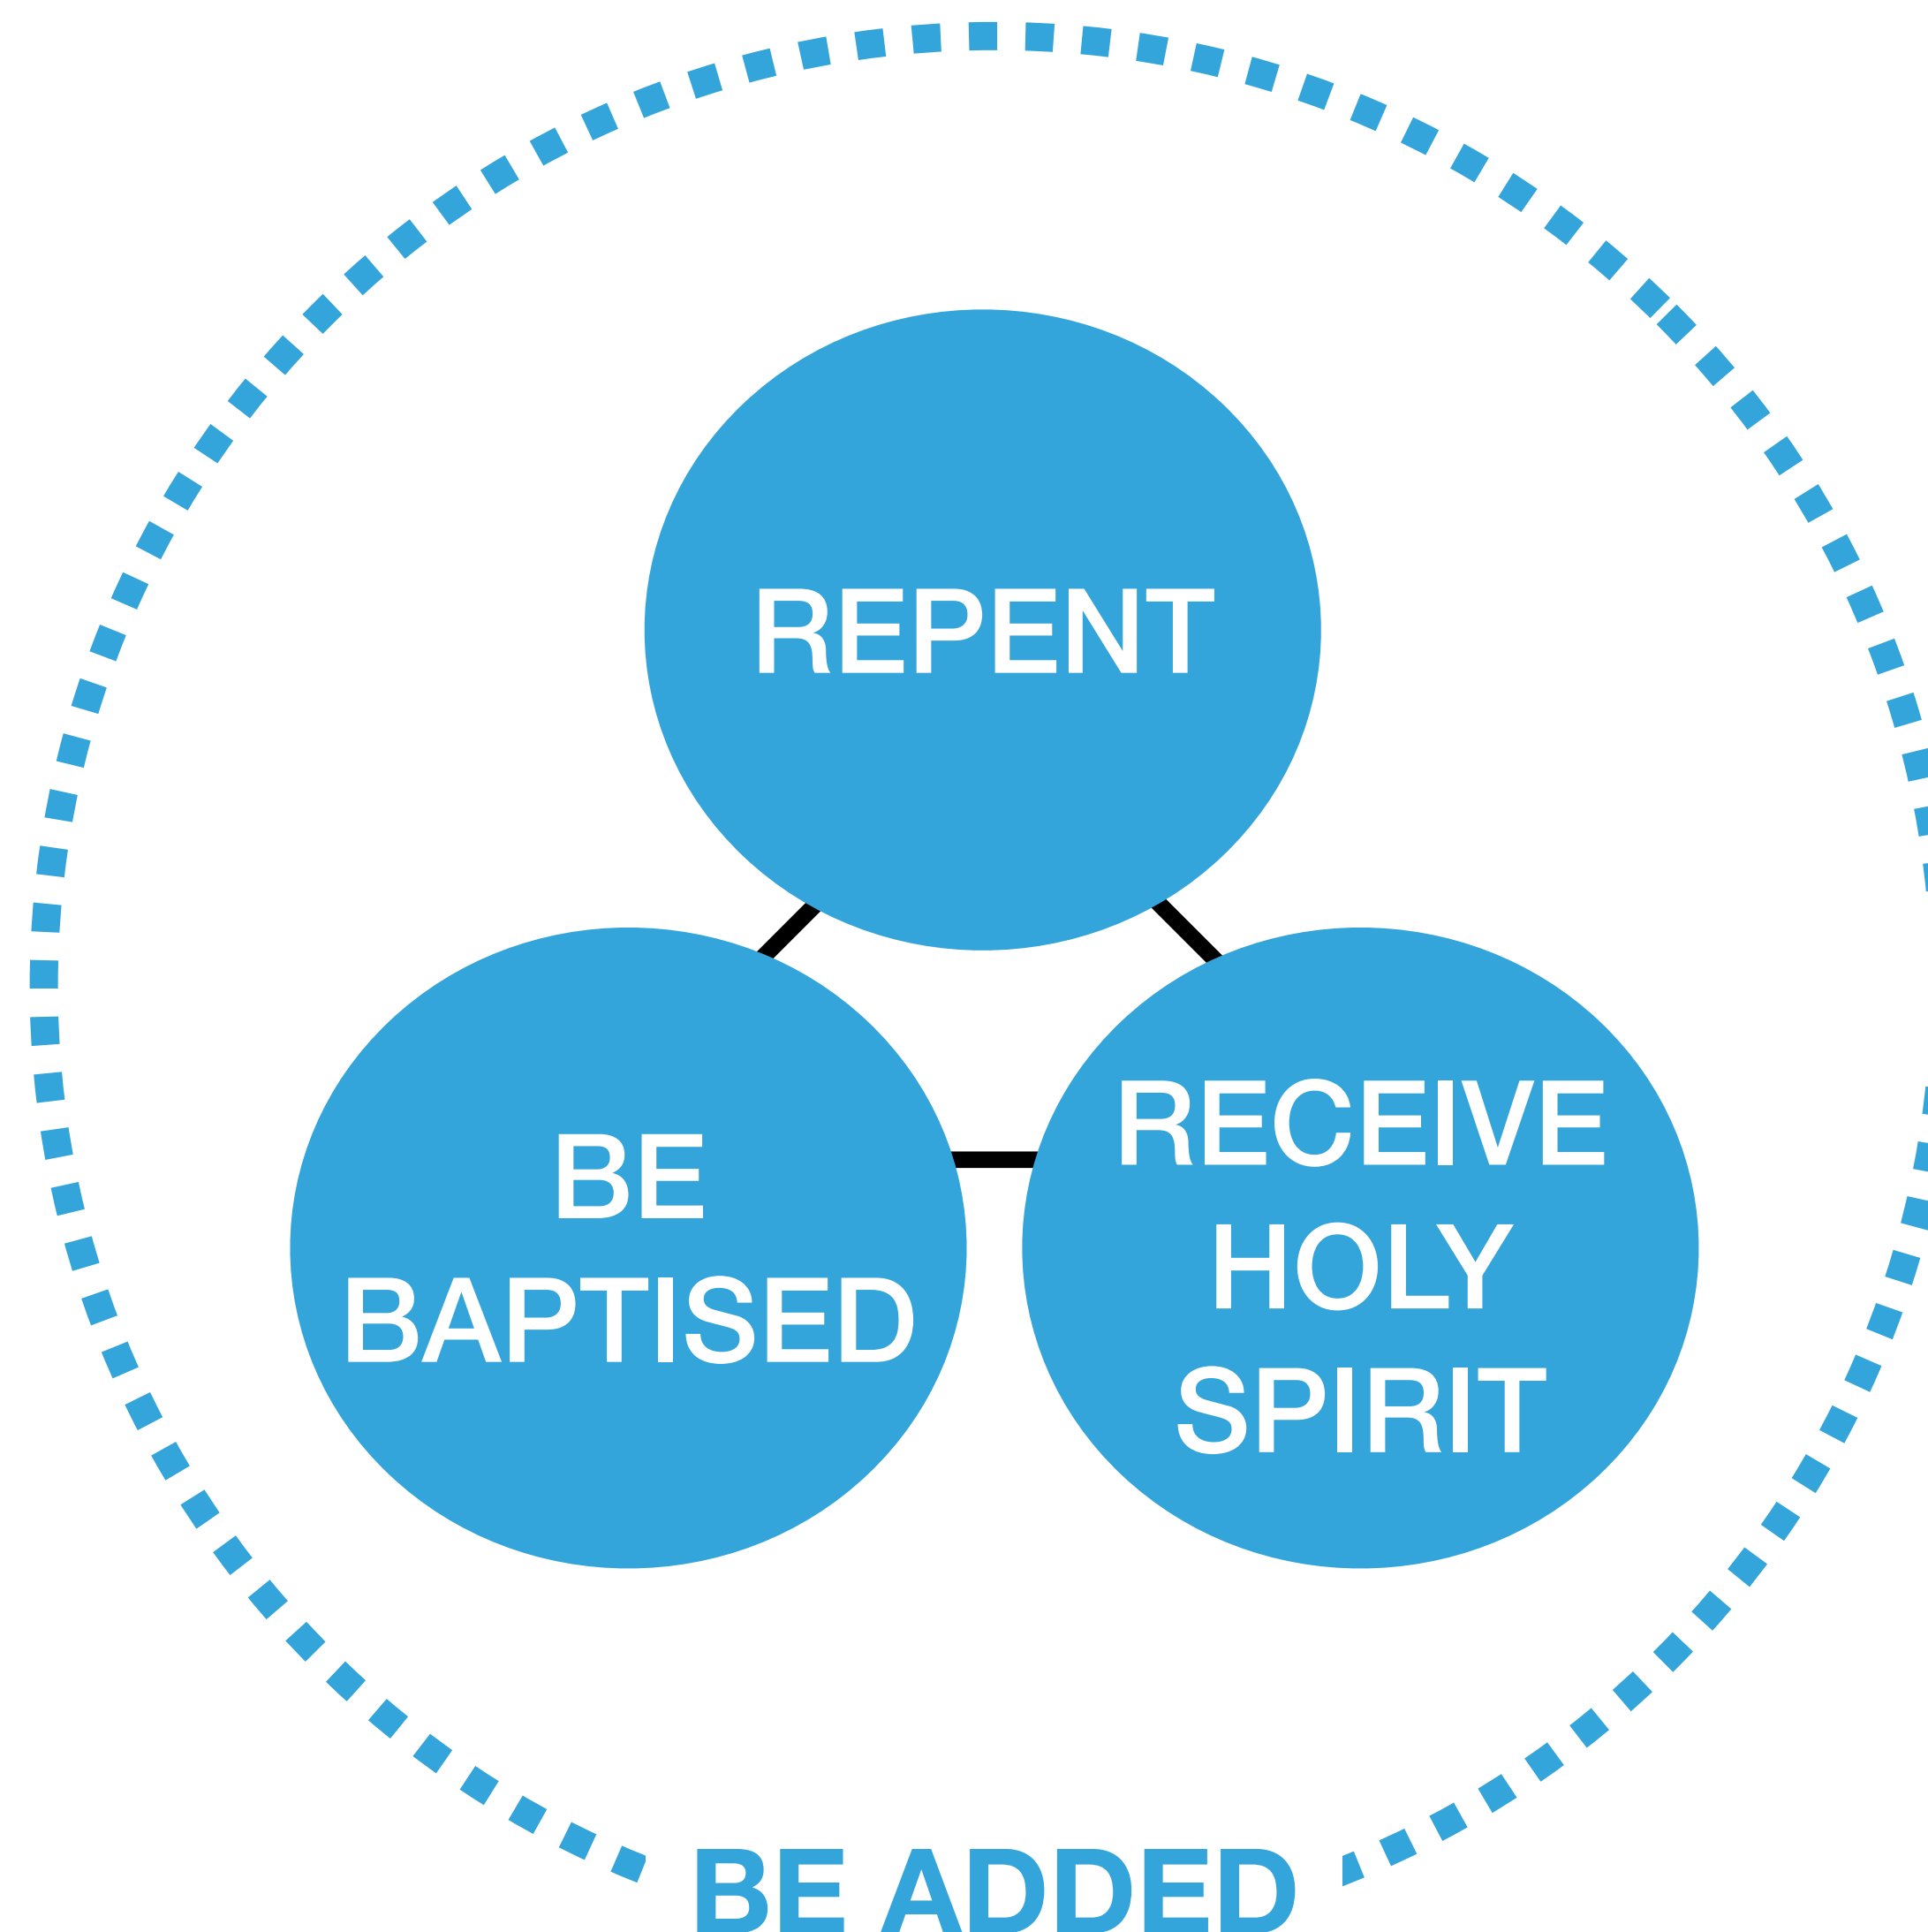 REPENT
BE
BAPTISED
RECEIVE
HOLY
SPIRIT
BE ADDED